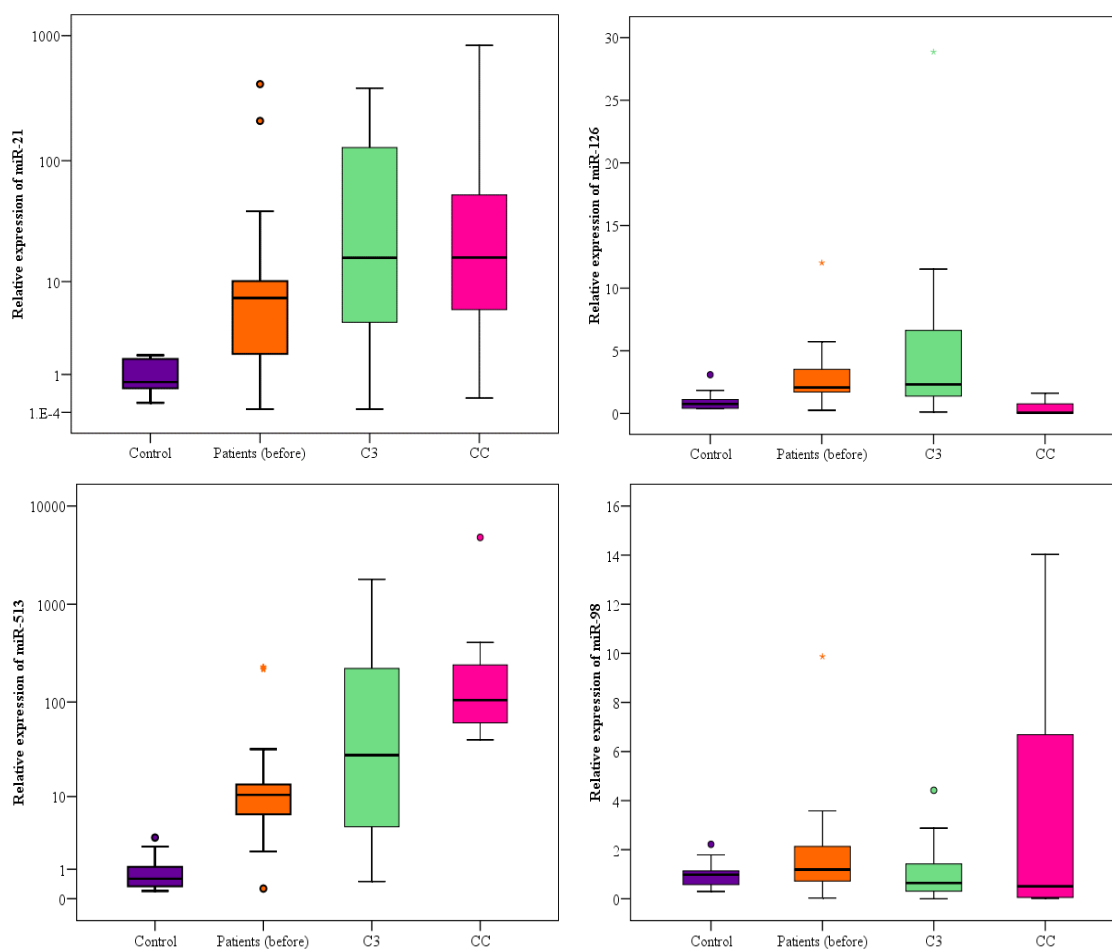 Relative expression of miR-21
1000
100
10
1
1.E-4
Control Patients (before) C3 CC
Relative expression of miR-126
30
25
20
15
10
5
0
Control Patients (before) C3 CC
Relative expression of miR-513
10000
1000
100
10
1
0
Control Patients (before) C3 CC
Relative expression of miR-98
16
14
12
10
8
6
4
2
0
Control Patients (before) C3 CC